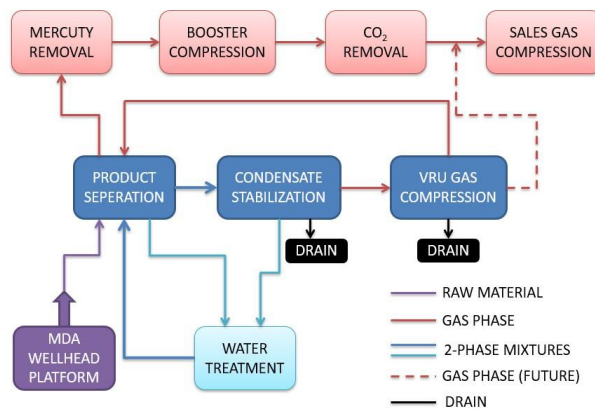 MERCUTY
REMOVAL
BOOSTER
COMPRESSION
CO₂
REMOVAL
SALES GAS
COMPRESSION
PRODUCT
SEPERATION
CONDENSATE
STABILIZATION
VRU GAS
COMPRESSION
DRAIN
DRAIN
MDA
WELLHEAD
PLATFORM
WATER
TREATMENT
RAW MATERIAL
GAS PHASE
2-PHASE MIXTURES
GAS PHASE (FUTURE)
DRAIN